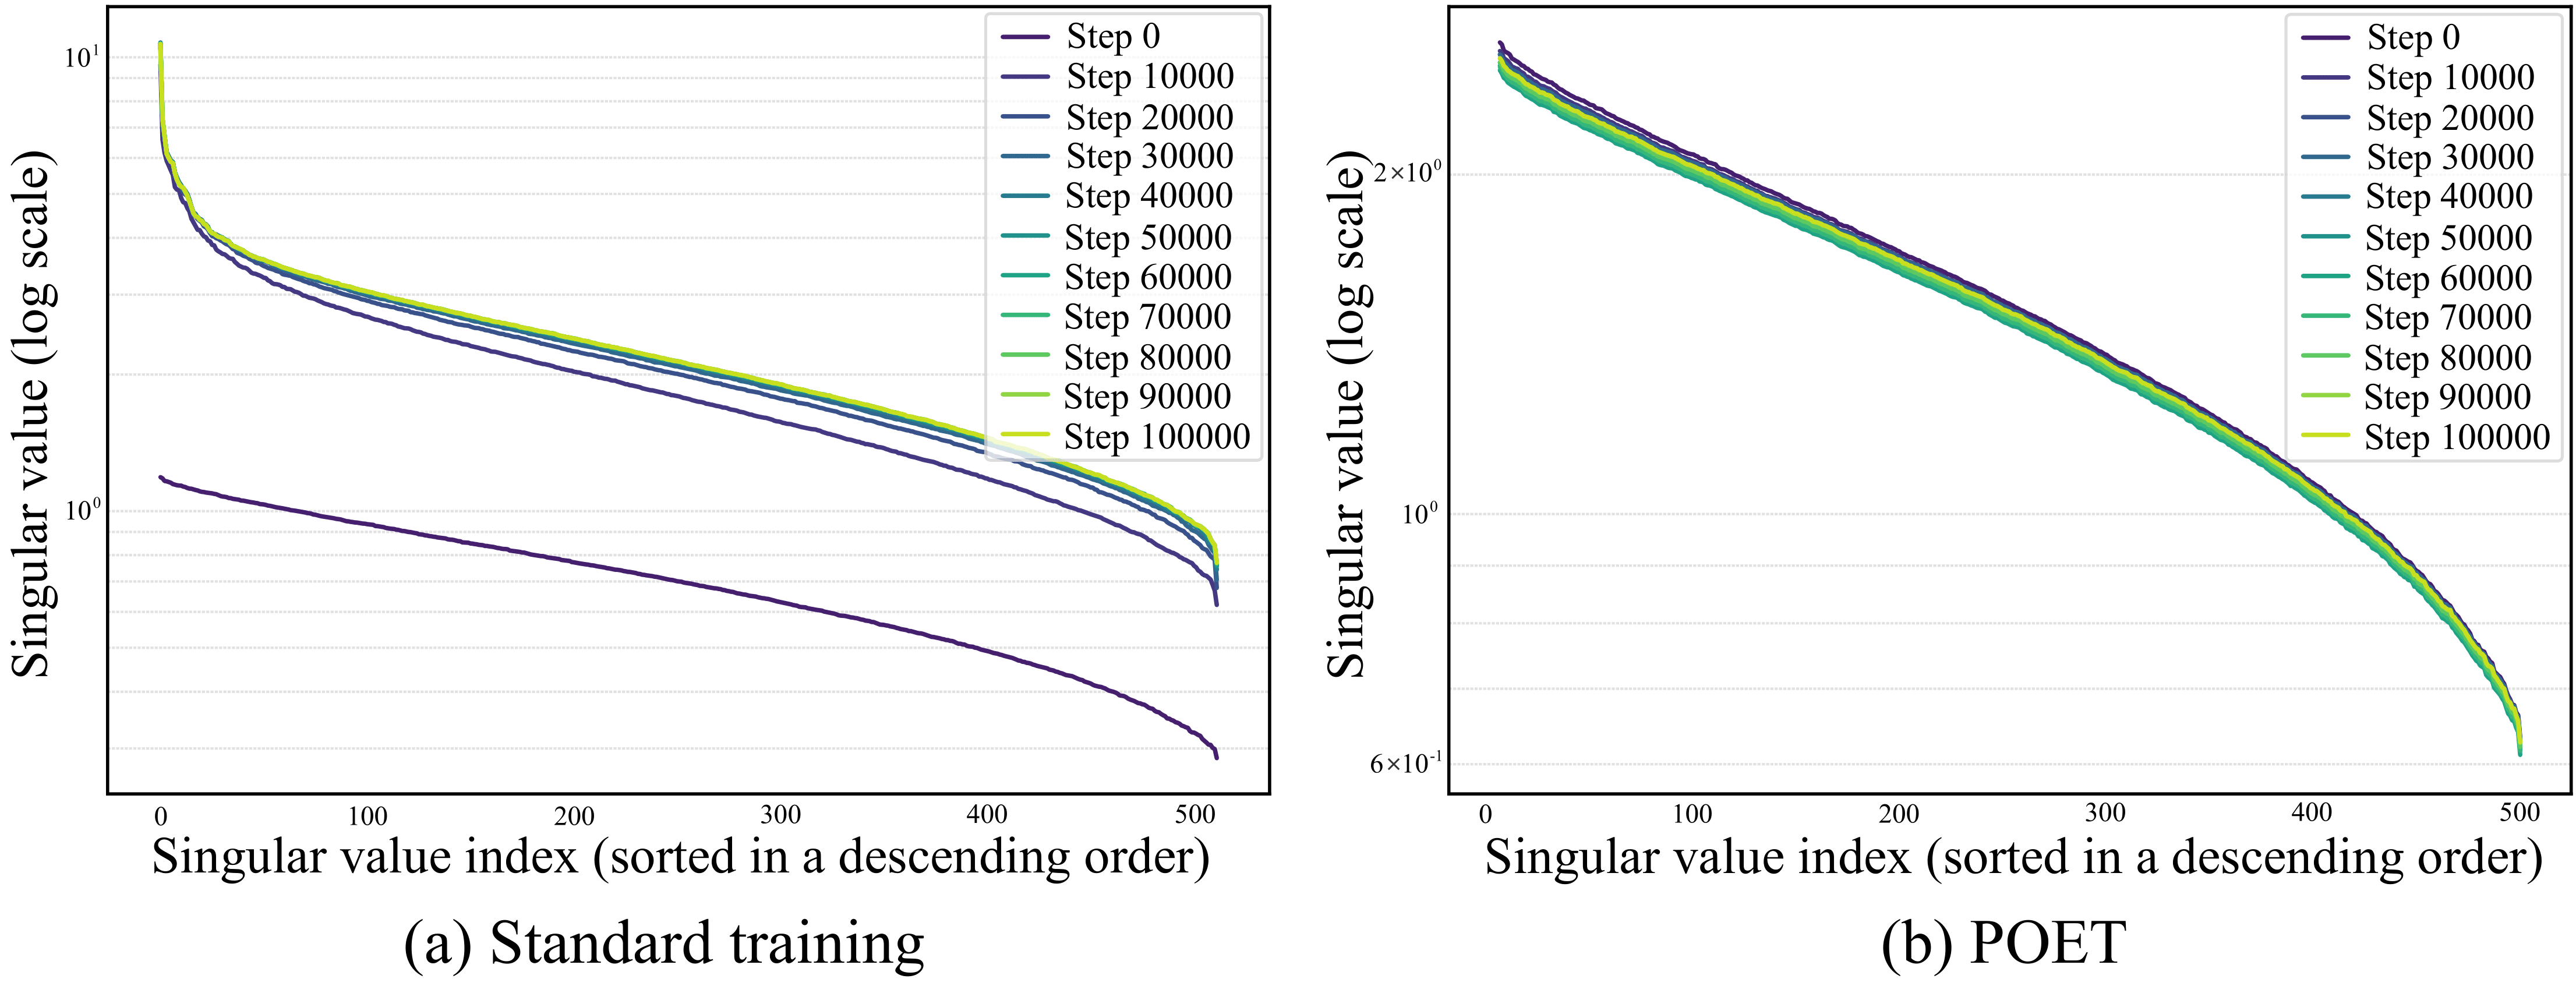 Singular value (log scale)
10¹
10⁰
Step 0
Step 10000
Step 20000
Step 30000
Step 40000
Step 50000
Step 60000
Step 70000
Step 80000
Step 90000
Step 100000
0 100 200 300 400 500
Singular value index (sorted in a descending order)
(a) Standard training
Singular value (log scale)
2×10⁰
10⁰
6×10⁻¹
Step 0
Step 10000
Step 20000
Step 30000
Step 40000
Step 50000
Step 60000
Step 70000
Step 80000
Step 90000
Step 100000
0 100 200 300 400 500
Singular value index (sorted in a descending order)
(b) POET